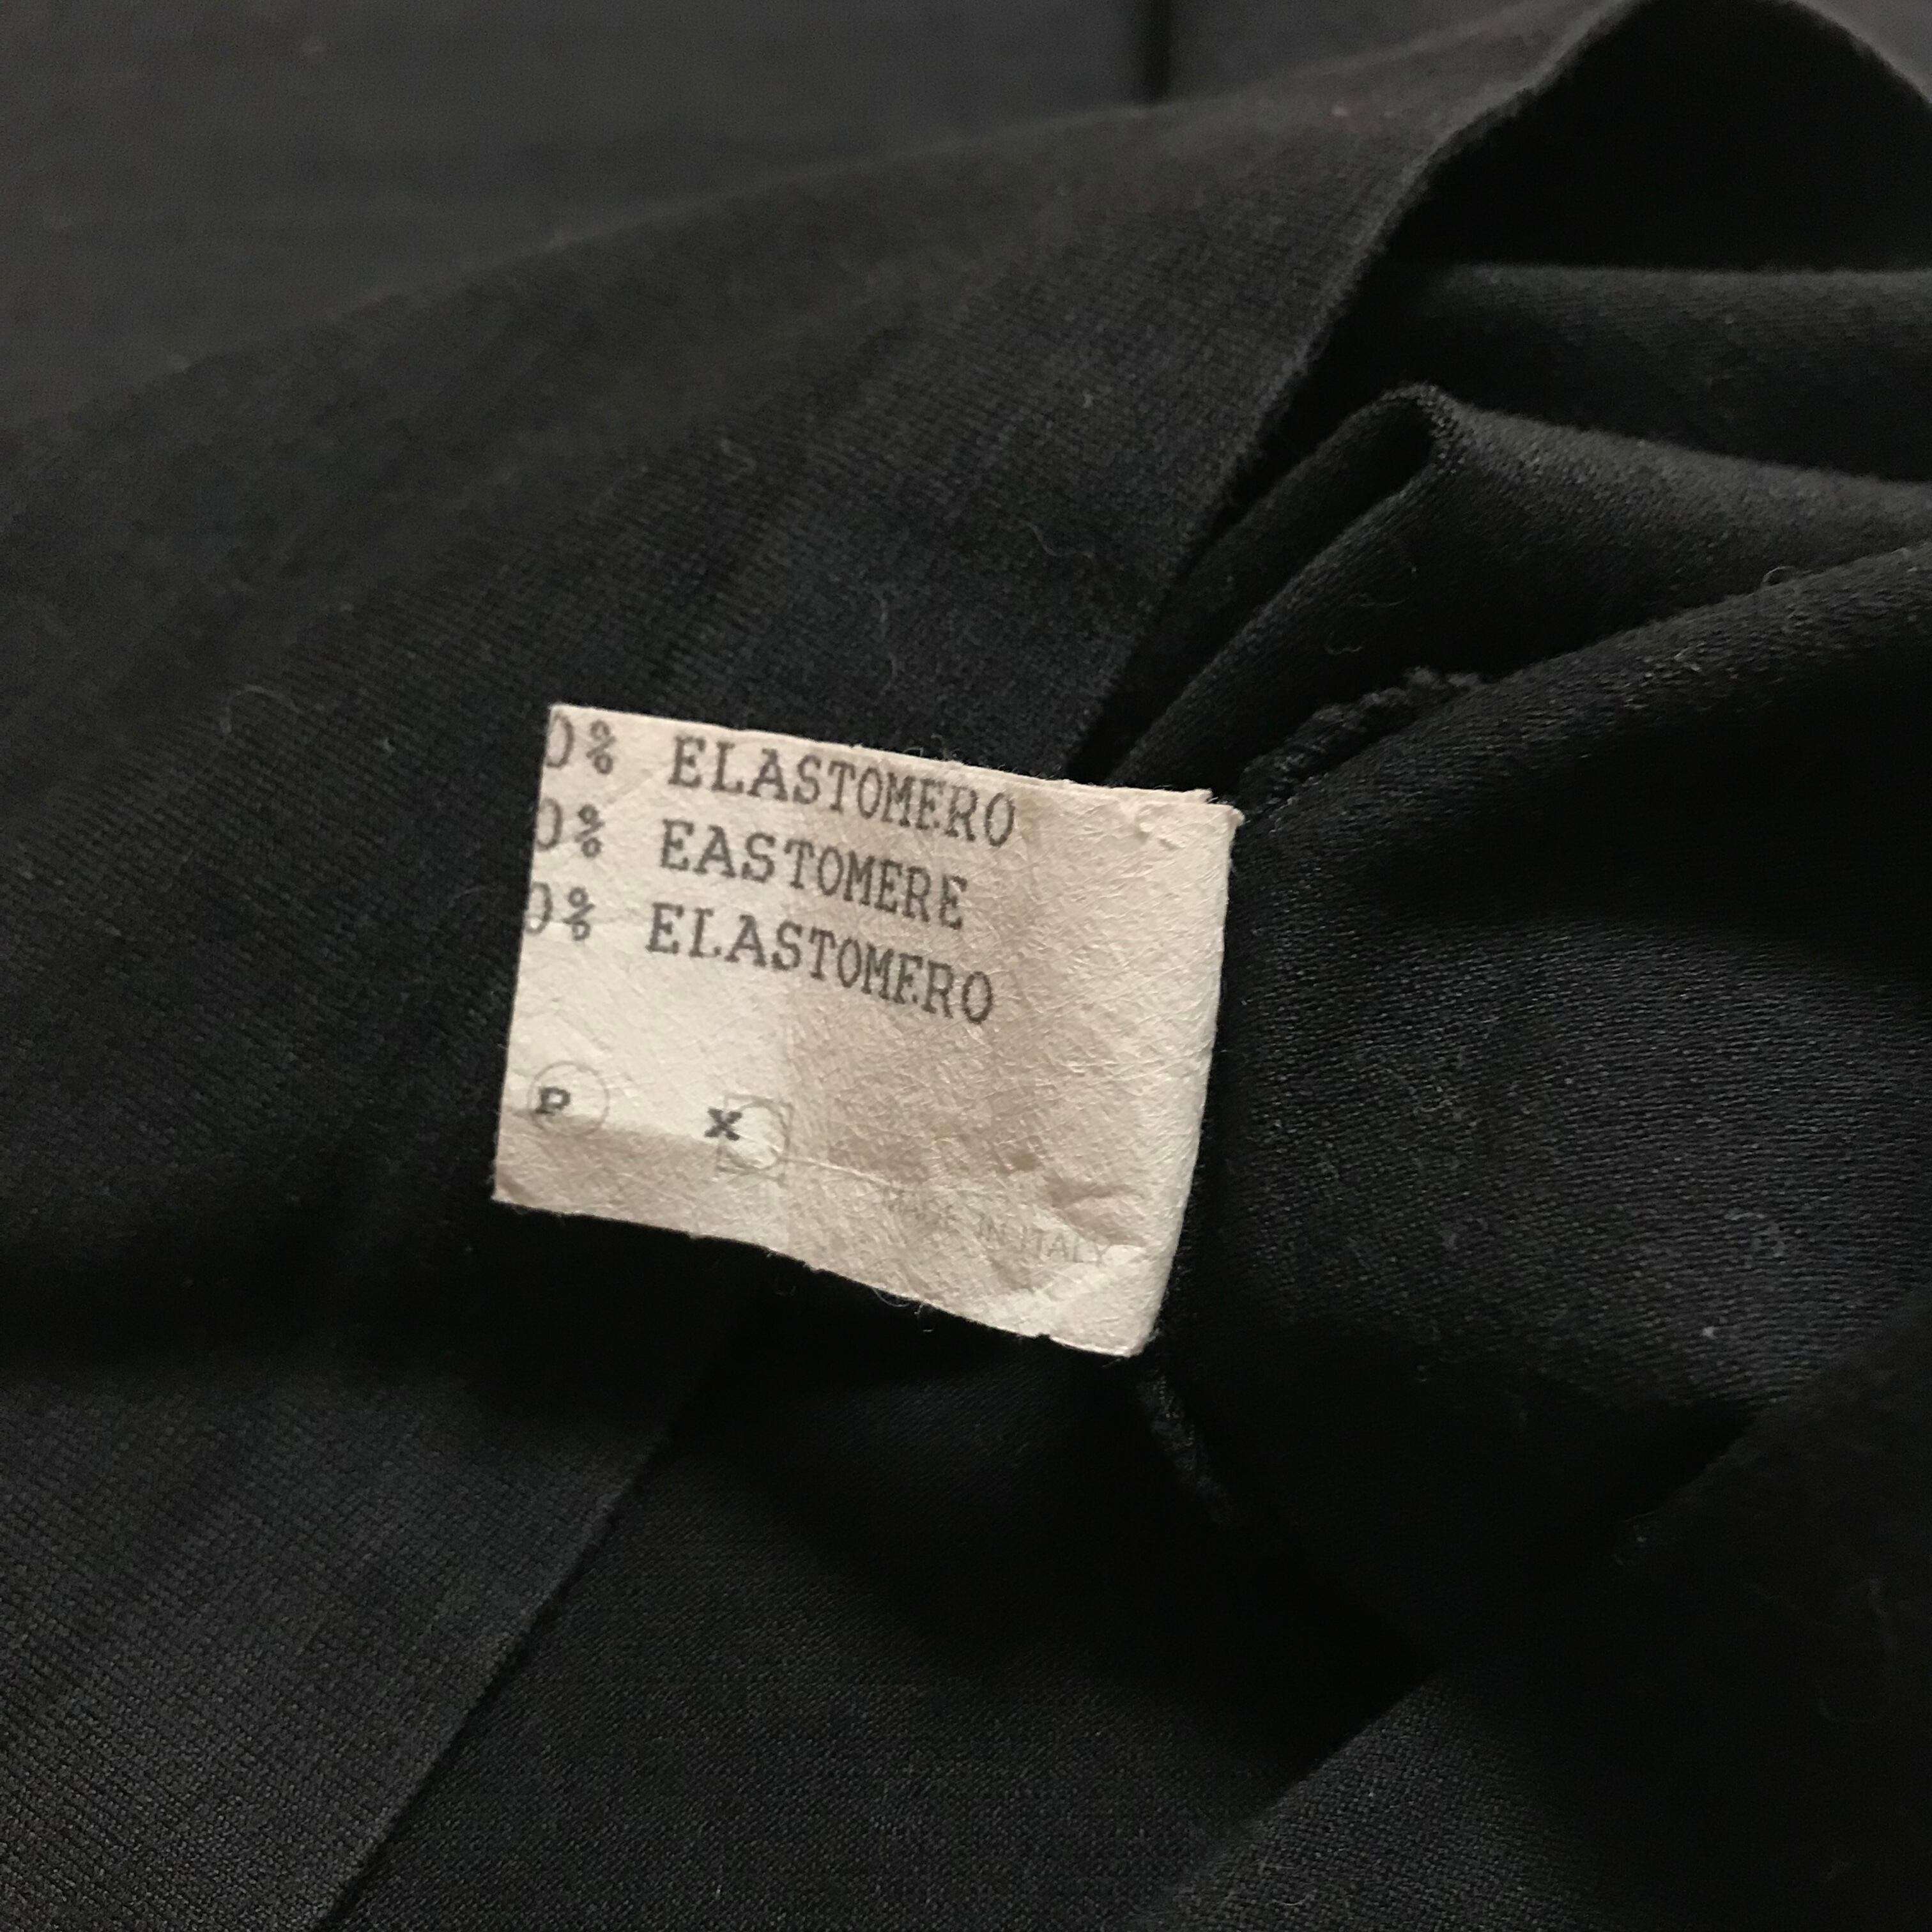 0% ELASTOMERO
0% EASTOMERE
0% ELASTOMERO
P X
MADE IN ITALY